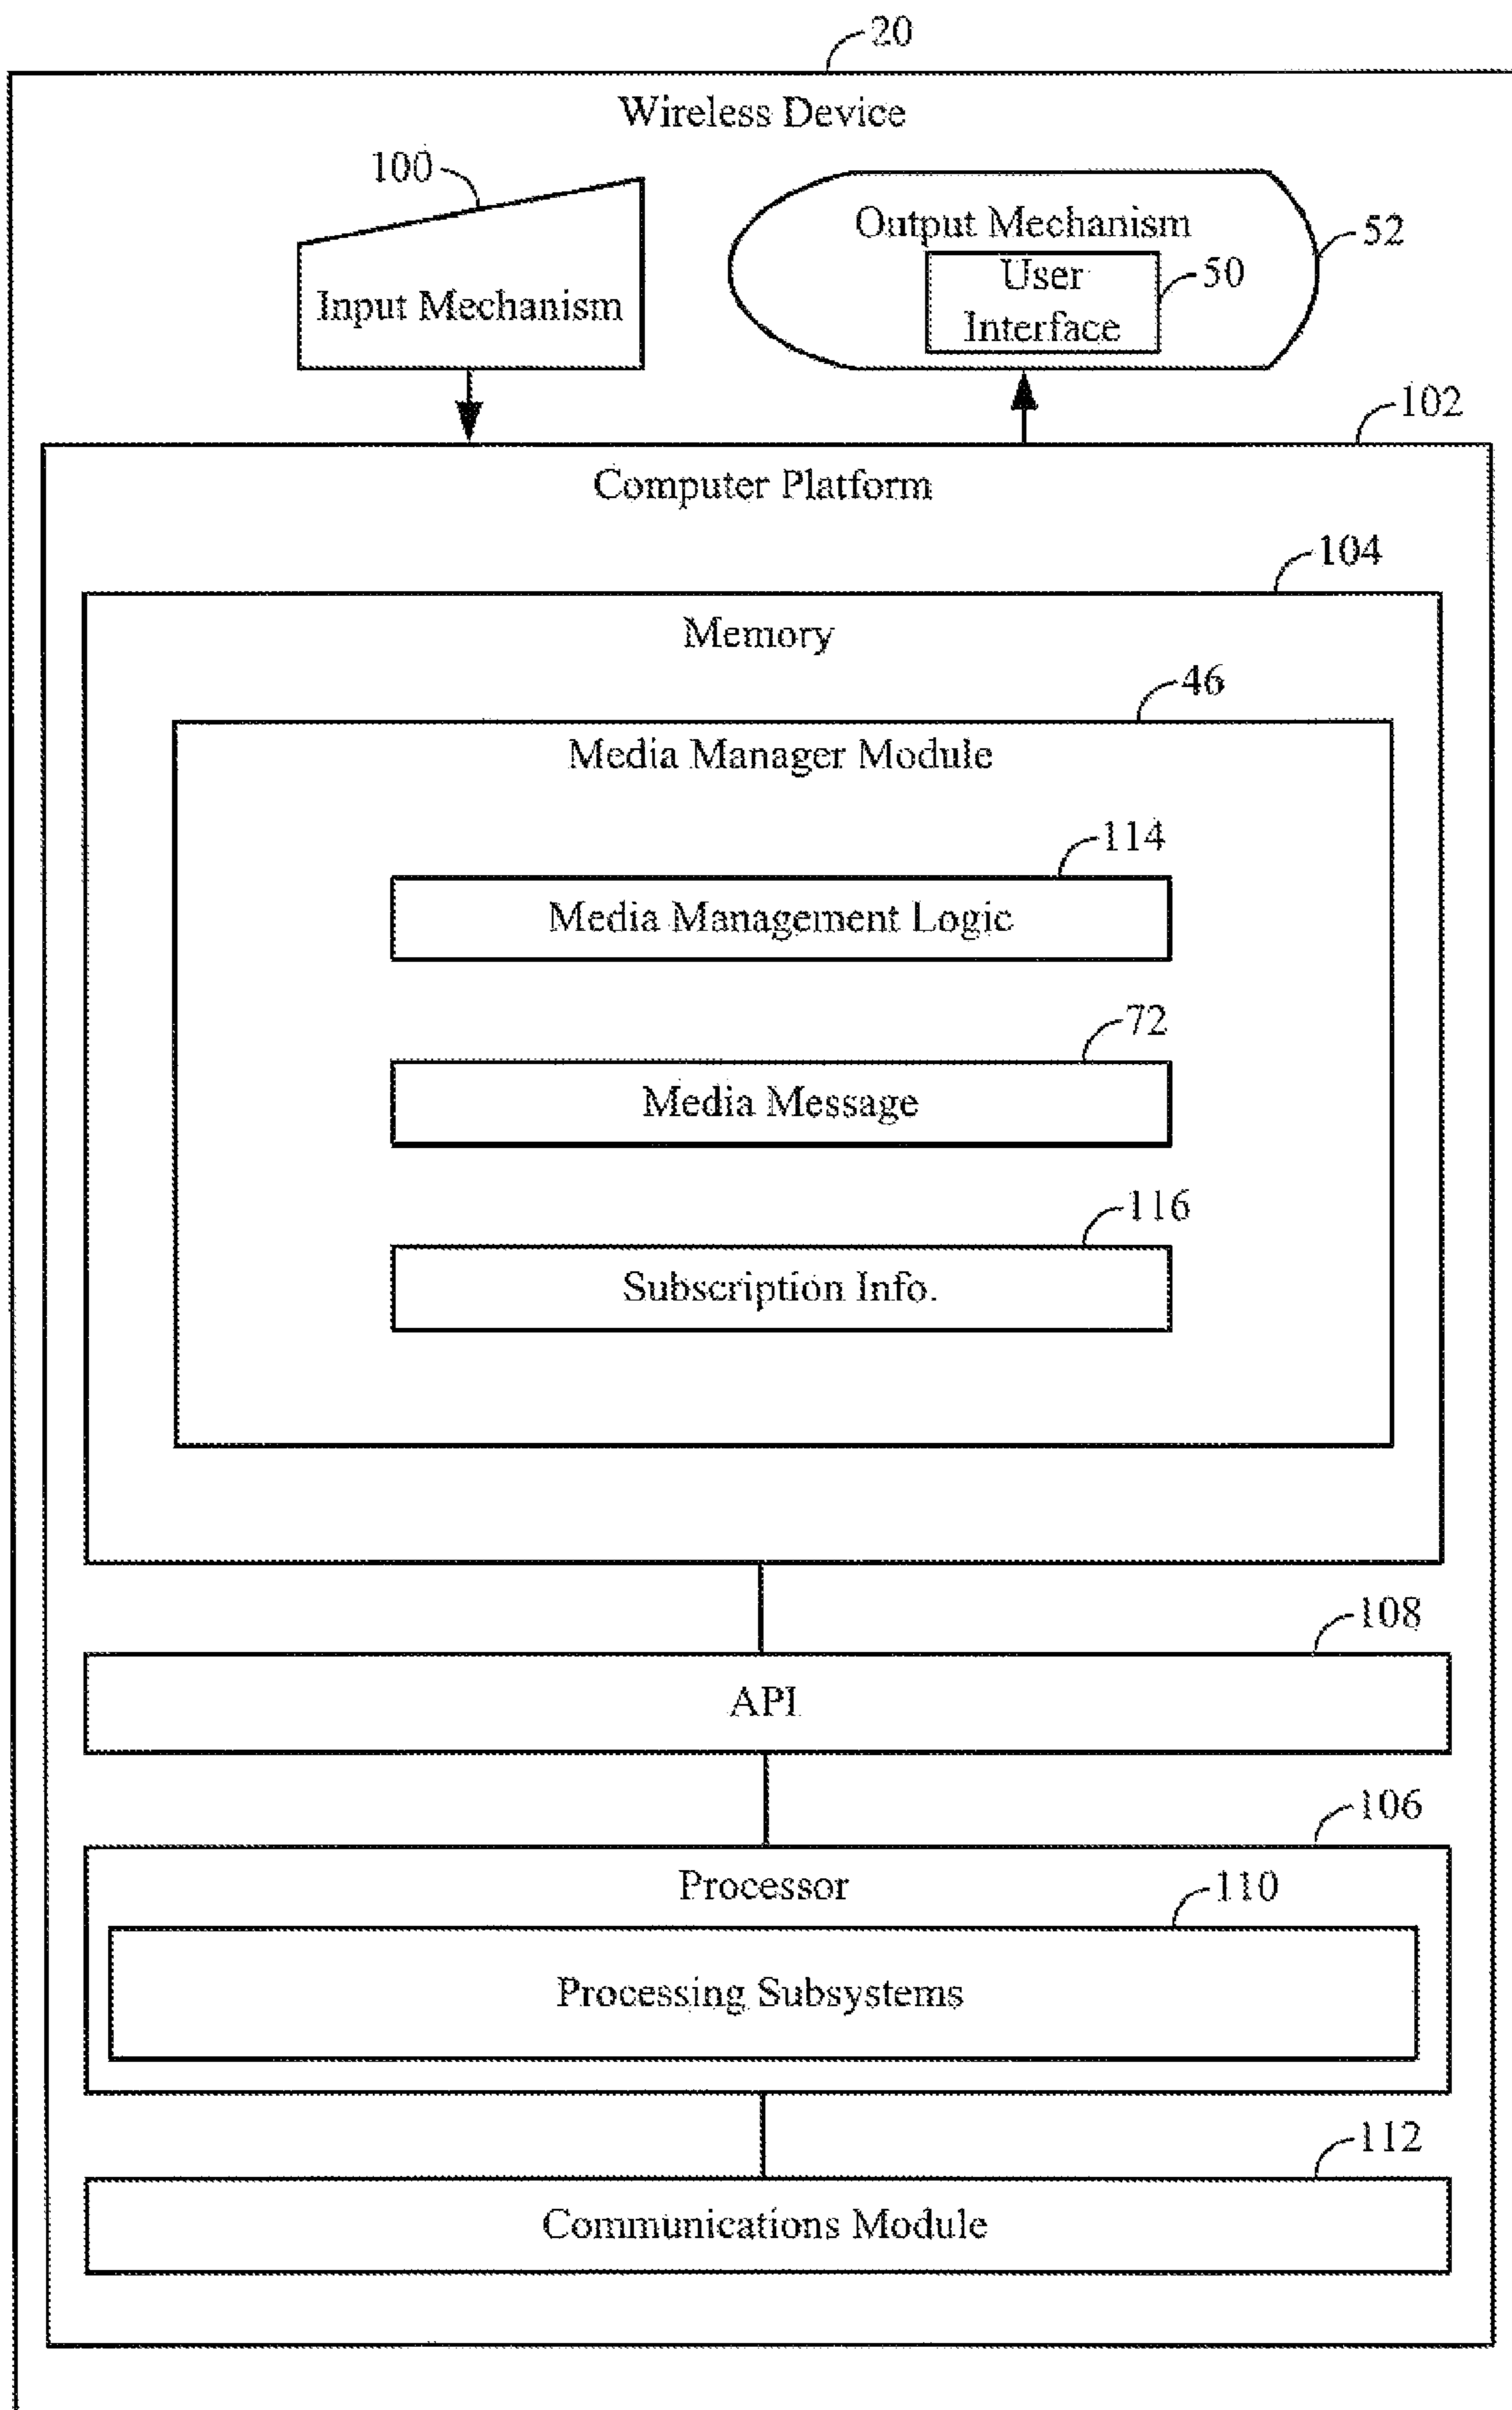 20
Wireless Device
100
Input Mechanism
Output Mechanism
52
User
Interface
50
102
Computer Platform
104
Memory
46
Media Manager Module
114
Media Management Logic
72
Media Message
116
Subscription Info.
108
API
106
Processor
110
Processing Subsystems
112
Communications Module